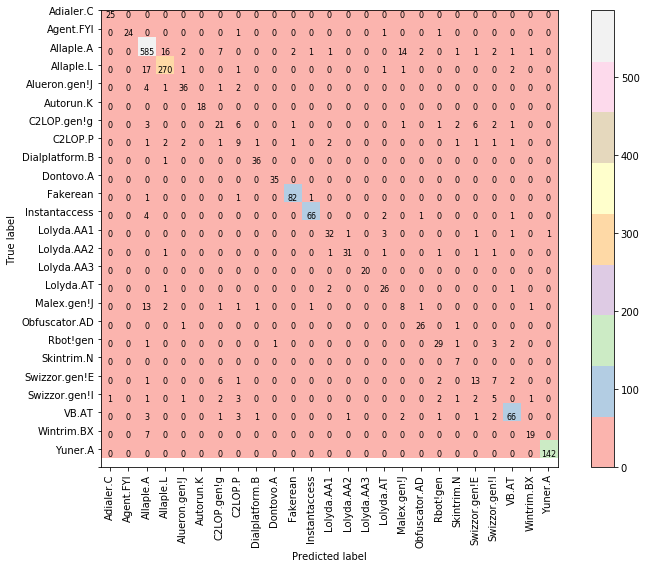 Adialer.C 25 0 0 0 0 0 0 0 0 0 0 0 0 0 0 0 0 0 0 0 0 0 0 0 0
Agent.FYI 0 24 0 0 0 0 0 1 0 0 0 0 0 0 0 1 0 0 1 0 0 0 0 0 0
Allaple.A 0 0 585 16 2 0 7 0 0 0 2 1 1 0 0 1 14 2 0 1 1 2 1 1 0
Allaple.L 0 0 17 270 1 0 0 1 0 0 0 0 0 0 0 1 1 0 0 0 0 0 2 0 0
Alueron.gen!J 0 0 4 1 36 0 1 2 0 0 0 0 0 0 0 0 0 0 0 0 0 0 0 0 0
Autorun.K 0 0 0 0 0 18 0 0 0 0 0 0 0 0 0 0 0 0 0 0 0 0 0 0 0
C2LOP.gen!g 0 0 3 0 0 0 21 6 0 0 1 0 0 0 0 0 1 0 1 2 6 2 1 0 0
C2LOP.P 0 0 1 2 2 0 1 9 1 0 1 0 2 0 0 0 0 0 0 1 1 1 1 0 0
Dialplatform.B 0 0 0 1 0 0 0 0 36 0 0 0 0 0 0 0 0 0 0 0 0 0 0 0 0
Dontovo.A 0 0 0 0 0 0 0 0 0 35 0 0 0 0 0 0 0 0 0 0 0 0 0 0 0
Fakerean 0 0 1 0 0 0 0 1 0 0 82 1 0 0 0 0 0 0 0 0 0 0 0 0 0
Instantaccess 0 0 4 0 0 0 0 0 0 0 0 66 0 0 0 2 0 1 0 0 0 0 1 0 0
Lolyda.AA1 0 0 0 0 0 0 0 0 0 0 0 0 32 1 0 3 0 0 0 0 1 0 1 0 1
Lolyda.AA2 0 0 0 1 0 0 0 0 0 0 0 0 1 31 0 1 0 0 1 0 1 1 0 0 0
Lolyda.AA3 0 0 0 0 0 0 0 0 0 0 0 0 0 0 20 0 0 0 0 0 0 0 0 0 0
Lolyda.AT 0 0 0 1 0 0 0 0 0 0 0 0 2 0 0 26 0 0 0 0 0 0 1 0 0
Malex.gen!J 0 0 13 2 0 0 1 1 1 0 0 1 0 0 0 0 8 1 0 0 0 0 0 1 0
Obfuscator.AD 0 0 0 0 1 0 0 0 0 0 0 0 0 0 0 0 0 26 0 1 0 0 0 0 0
Rbot!gen 0 0 1 0 0 0 0 0 0 1 0 0 0 0 0 0 0 0 29 1 0 3 2 0 0
Skintrim.N 0 0 0 0 0 0 0 0 0 0 0 0 0 0 0 0 0 0 0 7 0 0 0 0 0
Swizzor.gen!E 0 0 1 0 0 0 6 1 0 0 0 0 0 0 0 0 0 0 2 0 13 7 2 0 0
Swizzor.gen!I 1 0 1 0 1 0 2 3 0 0 0 0 0 0 0 0 0 0 2 1 2 5 0 1 0
VB.AT 0 0 3 0 0 0 1 3 1 0 0 0 0 1 0 0 2 0 1 0 1 2 66 0 0
Wintrim.BX 0 0 7 0 0 0 0 0 0 0 0 0 0 0 0 0 0 0 0 0 0 0 0 19 0
Yuner.A 0 0 0 0 0 0 0 0 0 0 0 0 0 0 0 0 0 0 0 0 0 0 0 0 142
True label
Adialer.C
Agent.FYI
Allaple.A
Allaple.L
Alueron.gen!J
Autorun.K
C2LOP.gen!g
C2LOP.P
Dialplatform.B
Dontovo.A
Fakerean
Instantaccess
Lolyda.AA1
Lolyda.AA2
Lolyda.AA3
Lolyda.AT
Malex.gen!J
Obfuscator.AD
Rbot!gen
Skintrim.N
Swizzor.gen!E
Swizzor.gen!I
VB.AT
Wintrim.BX
Yuner.A
Predicted label
500
400
300
200
100
0